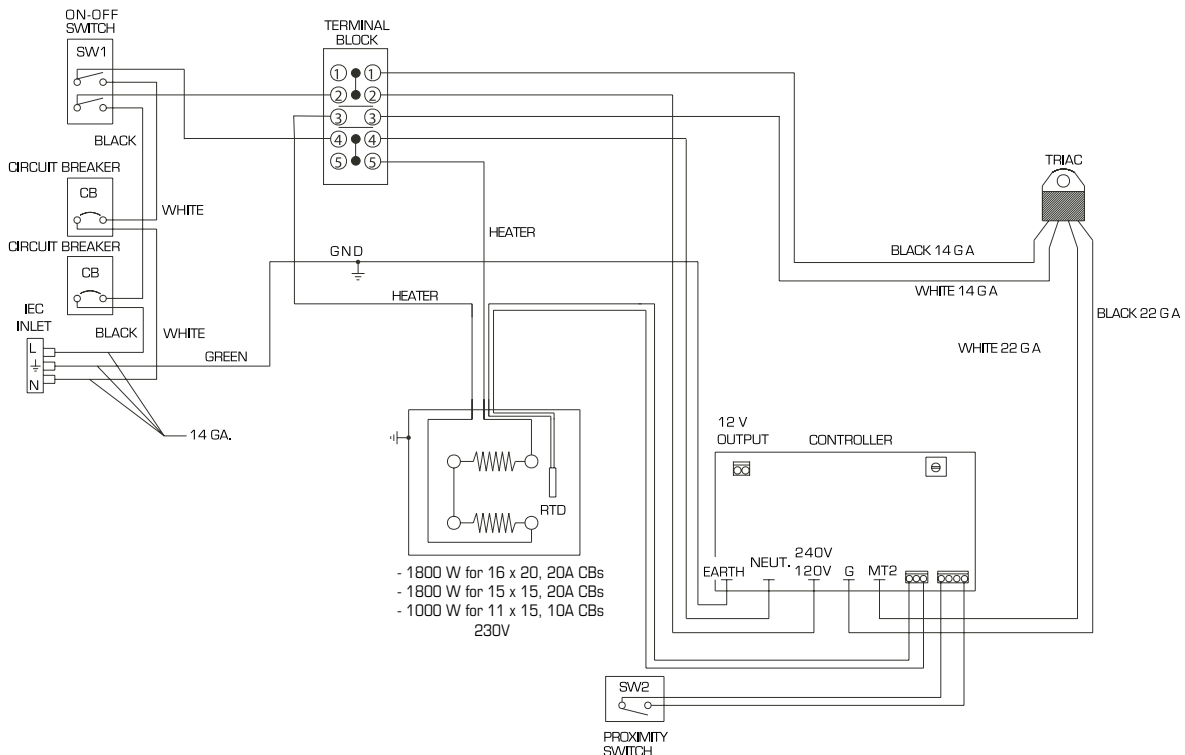 ON-OFF
SWITCH
SW1
TERMINAL
BLOCK
1 1
2 2
3 3
4 4
5 5
BLACK
CIRCUIT BREAKER
CB
WHITE
CIRCUIT BREAKER
CB
IEC
INLET
L
N
BLACK
WHITE
GREEN
14 GA.
GND
HEATER
HEATER
TRIAC
BLACK 14 GA
WHITE 14 GA
BLACK 22 GA
WHITE 22 GA
RTD
- 1800 W for 16 x 20, 20A CBs
- 1800 W for 15 x 15, 20A CBs
- 1000 W for 11 x 15, 10A CBs
230V
12 V
OUTPUT
CONTROLLER
EARTH
NEUT.
240V
120V
G
MT2
SW2
PROXIMITY
SWITCH